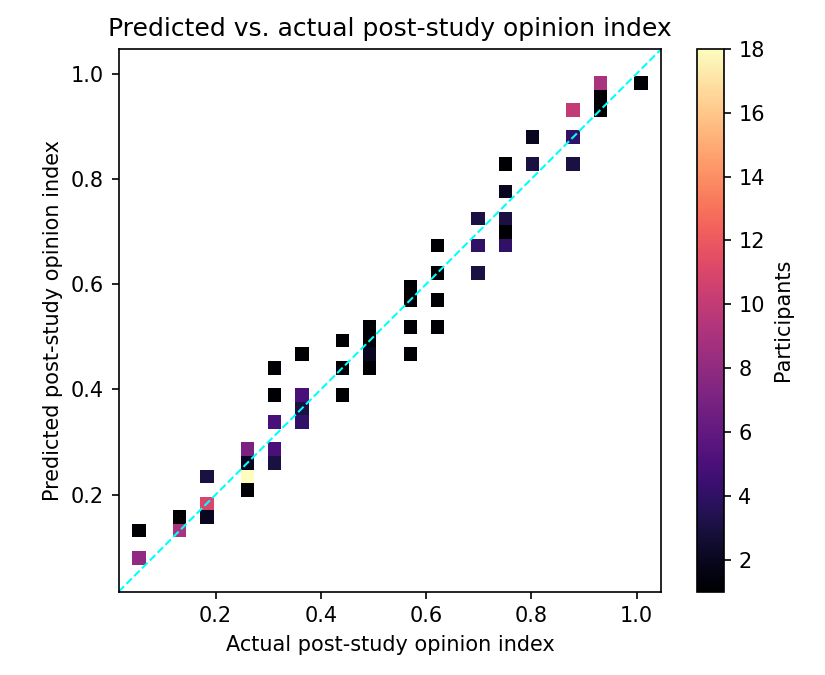 Predicted vs. actual post-study opinion index
1.0
0.8
0.6
0.4
0.2
Predicted post-study opinion index
0.2 0.4 0.6 0.8 1.0
Actual post-study opinion index
18
16
14
12
10
8
6
4
2
Participants